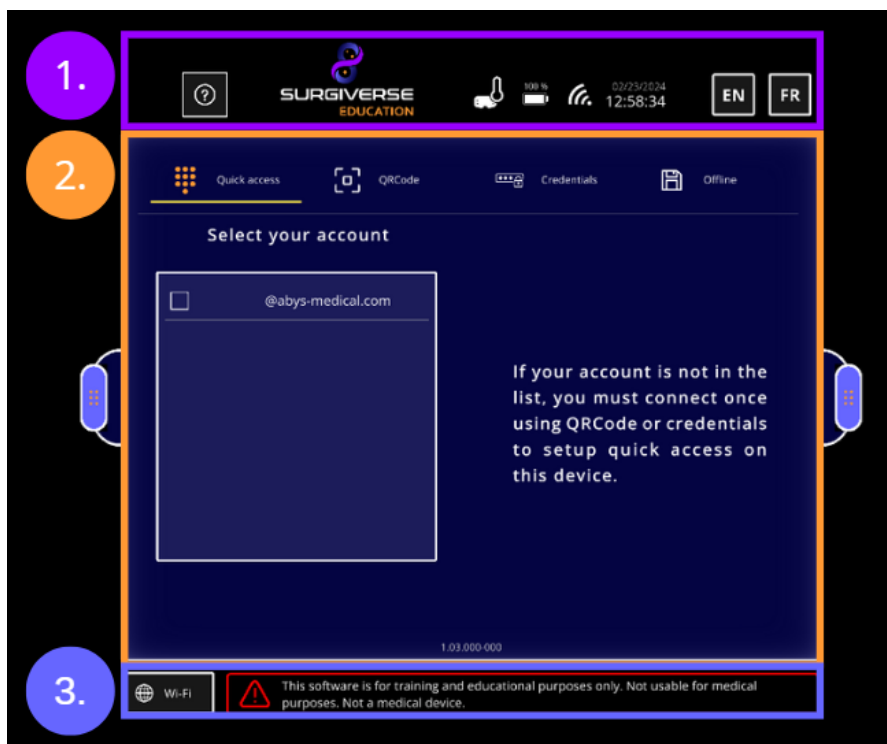 1.
SURGIVERSE
EDUCATION
100 %
02/23/2024
12:58:34
EN
FR
2.
Quick access
QRCode
Credentials
Offline
Select your account
@abys-medical.com
If your account is not in the
list, you must connect once
using QRCode or credentials
to setup quick access on
this device.
1.03.000-000
3.
Wi-Fi
This software is for training and educational purposes only. Not usable for medical
purposes. Not a medical device.